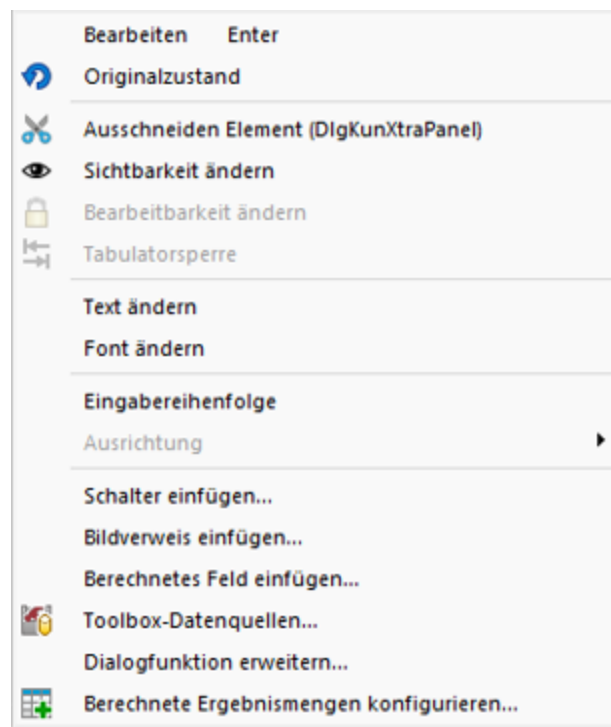 Bearbeiten Enter
Originalzustand
Ausschneiden Element (DlgKunXtraPanel)
Sichtbarkeit ändern
Bearbeitbarkeit ändern
Tabulatorsperre
Text ändern
Font ändern
Eingabereihenfolge
Ausrichtung
Schalter einfügen...
Bildverweis einfügen...
Berechnetes Feld einfügen...
Toolbox-Datenquellen...
Dialogfunktion erweitern...
Berechnete Ergebnismengen konfigurieren...